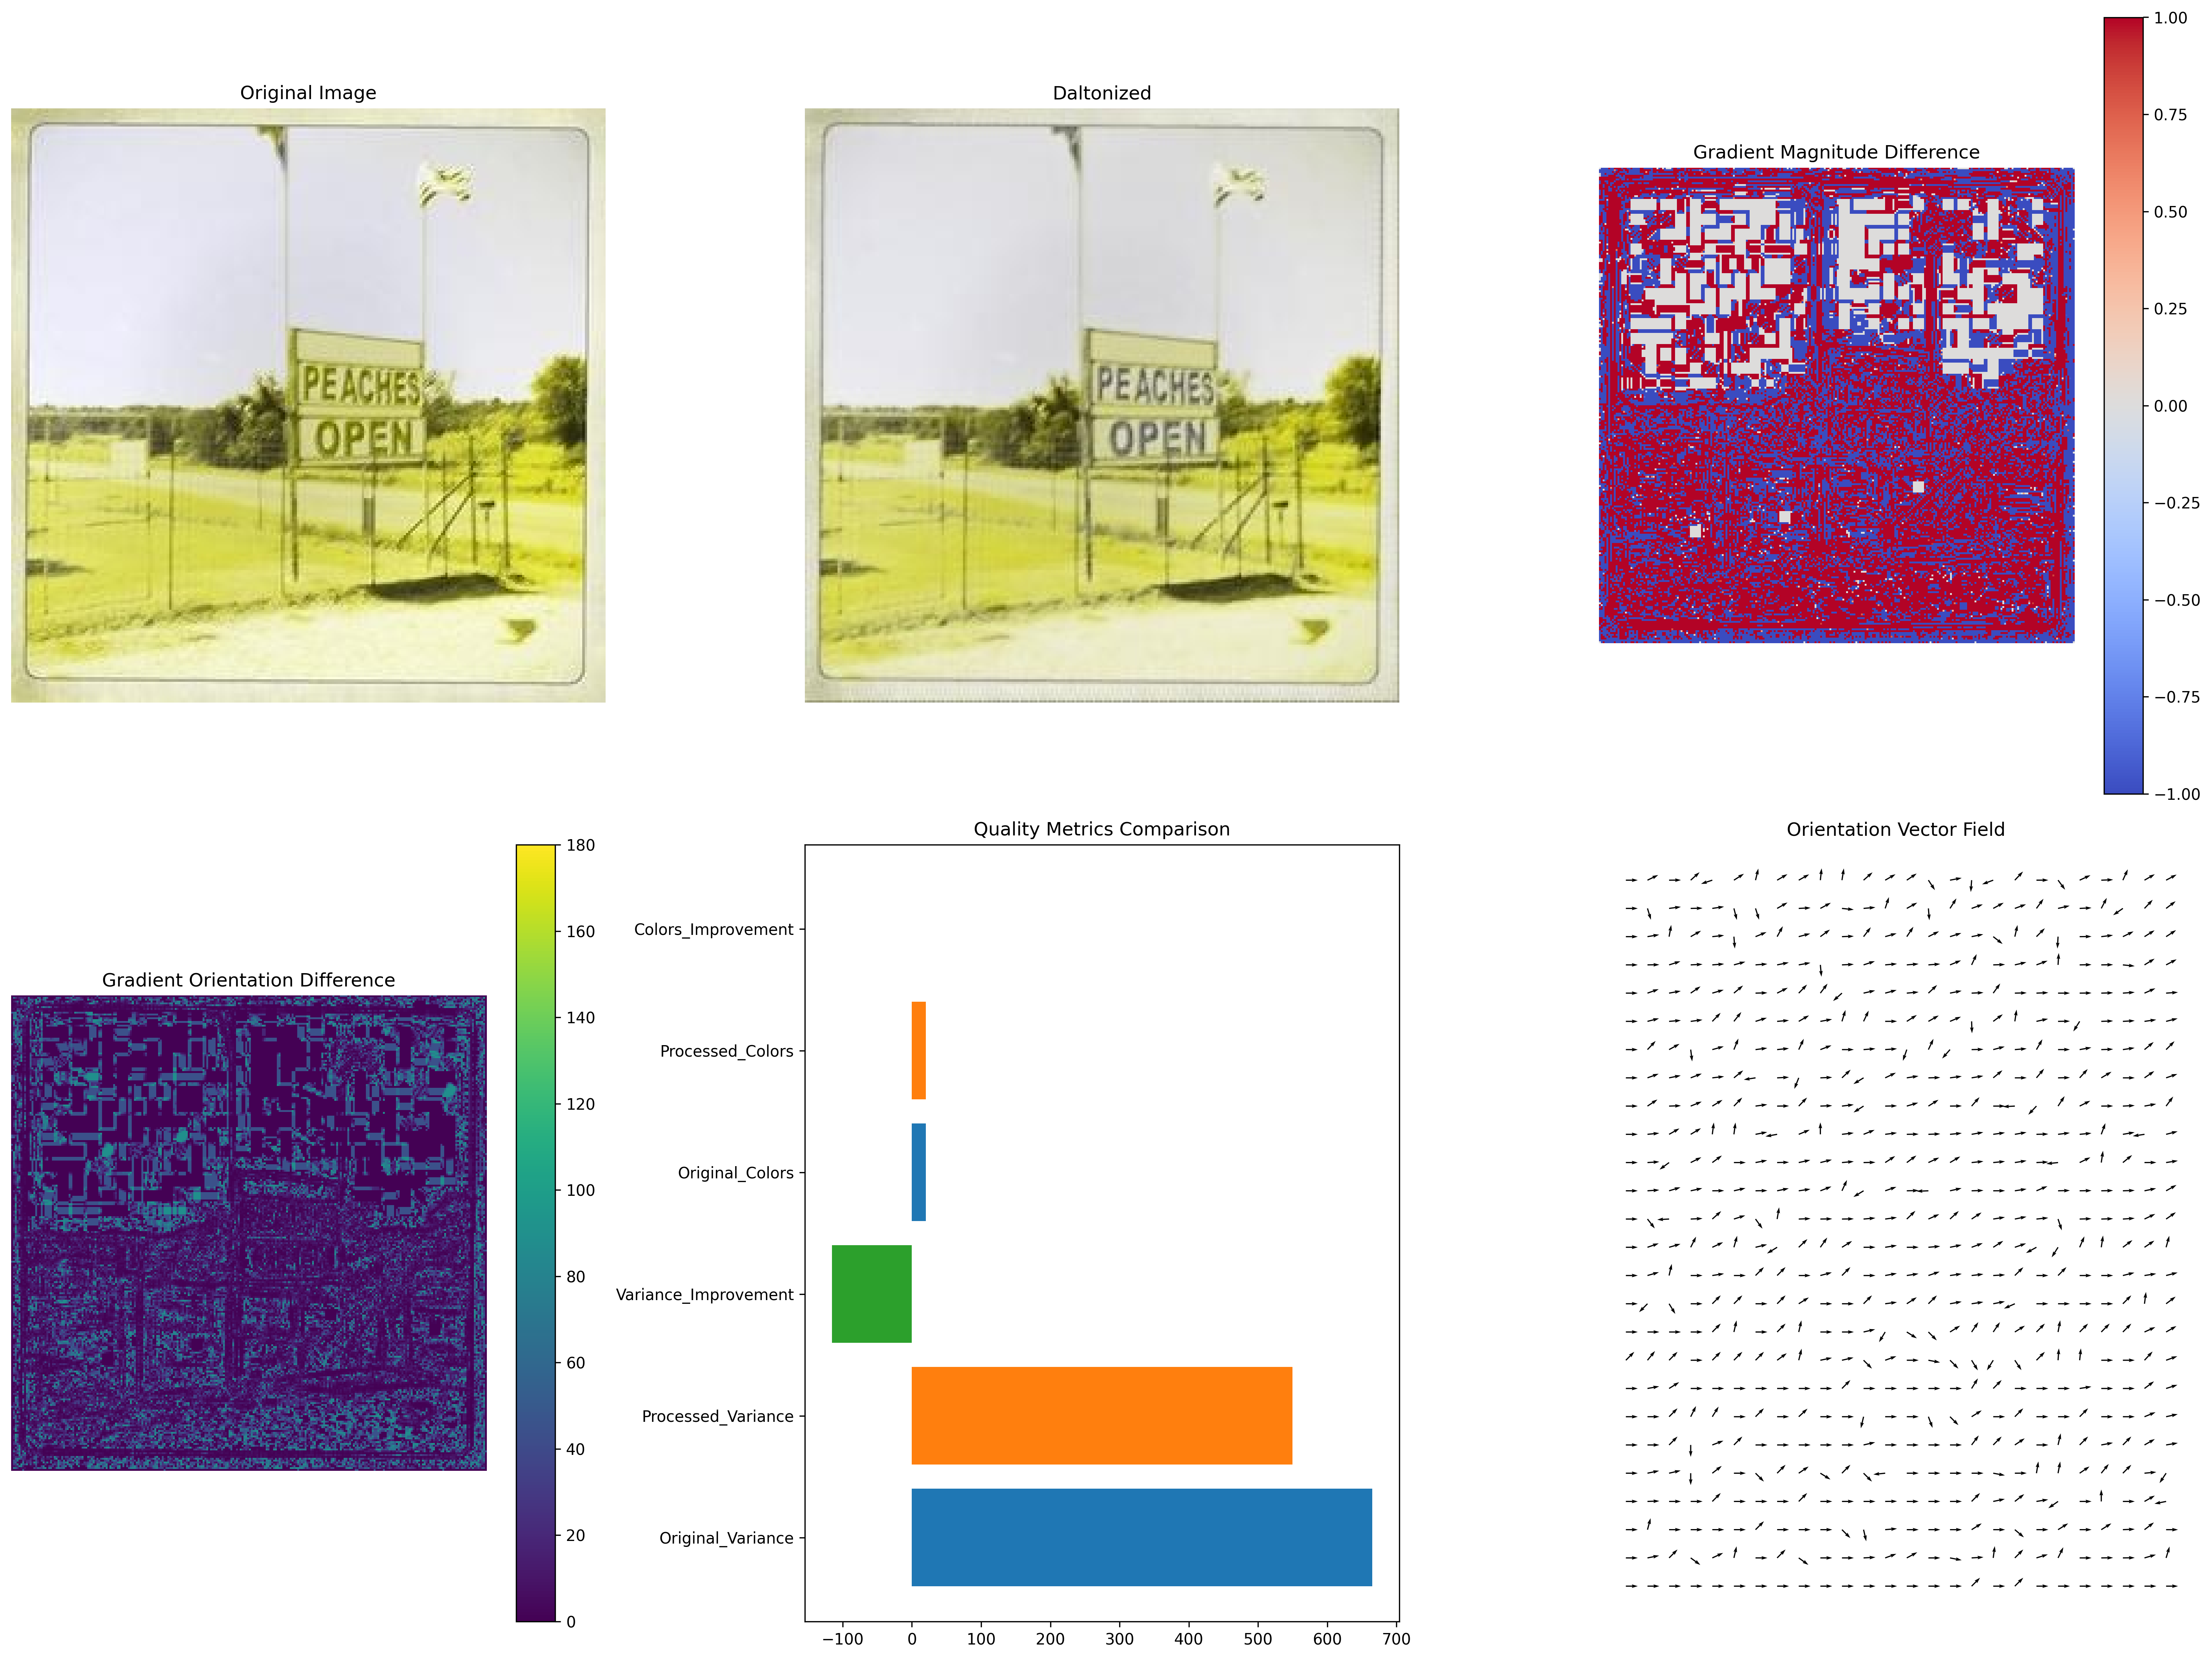 Original Image
PEACHES
OPEN
Daltonized
PEACHES
OPEN
Gradient Magnitude Difference
1.00
0.75
0.50
0.25
0.00
−0.25
−0.50
−0.75
−1.00
Gradient Orientation Difference
180
160
140
120
100
80
60
40
20
0
Quality Metrics Comparison
Colors_Improvement
Processed_Colors
Original_Colors
Variance_Improvement
Processed_Variance
Original_Variance
−100 0 100 200 300 400 500 600 700
Orientation Vector Field